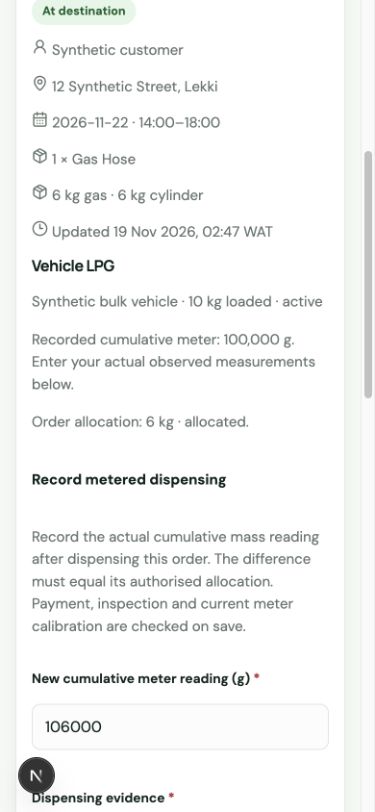 At destination
Synthetic customer
12 Synthetic Street, Lekki
2026-11-22 · 14:00–18:00
1 × Gas Hose
6 kg gas · 6 kg cylinder
Updated 19 Nov 2026, 02:47 WAT
Vehicle LPG
Synthetic bulk vehicle · 10 kg loaded · active
Recorded cumulative meter: 100,000 g.
Enter your actual observed measurements
below.
Order allocation: 6 kg · allocated.
Record metered dispensing
Record the actual cumulative mass reading
after dispensing this order. The difference
must equal its authorised allocation.
Payment, inspection and current meter
calibration are checked on save.
New cumulative meter reading (g) *
106000
N
Dispensing evidence *